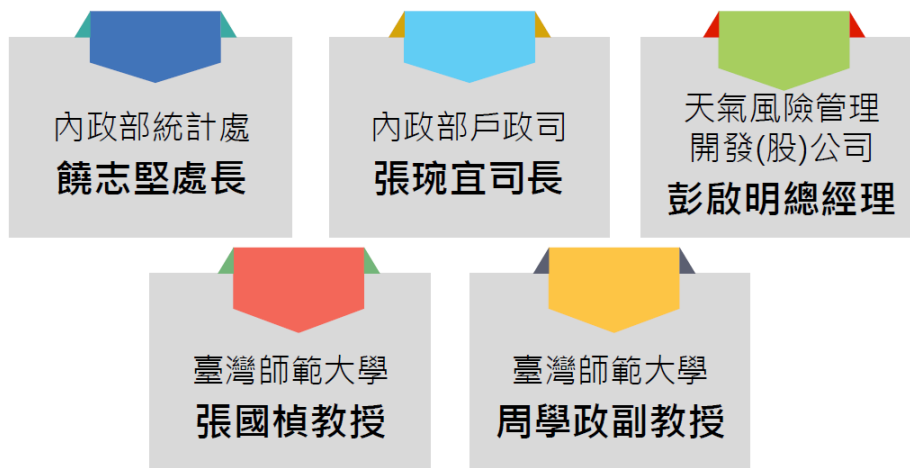 內政部統計處
饒志堅處長
內政部戶政司
張琬宜司長
天氣風險管理
開發(股)公司
彭啟明總經理
臺灣師範大學
張國楨教授
臺灣師範大學
周學政副教授